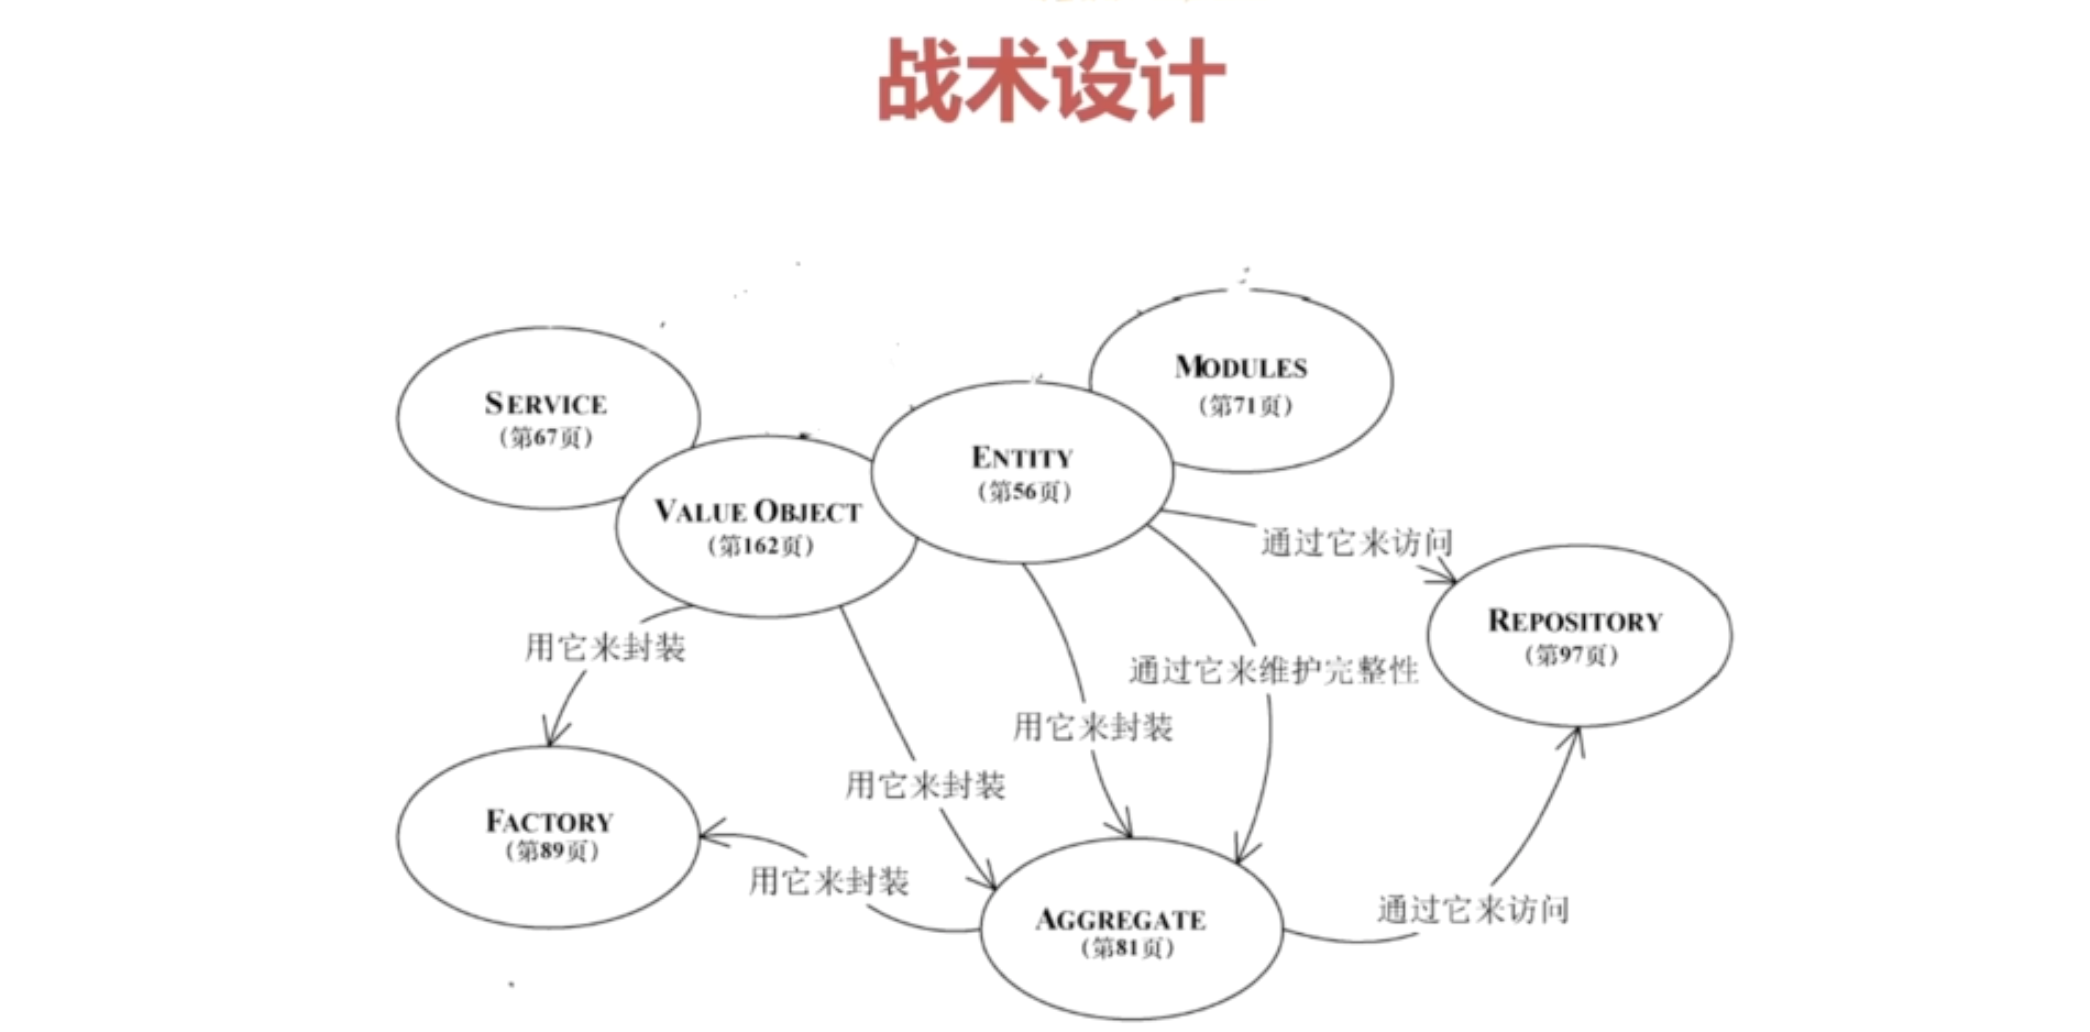 战术设计
MODULES
(第71页)
SERVICE
(第67页)
ENTITY
(第56页)
VALUE OBJECT
(第162页)
通过它来访问
REPOSITORY
(第97页)
用它来封装
通过它来维护完整性
用它来封装
用它来封装
FACTORY
(第89页)
用它来封装
AGGREGATE
(第81页)
通过它来访问